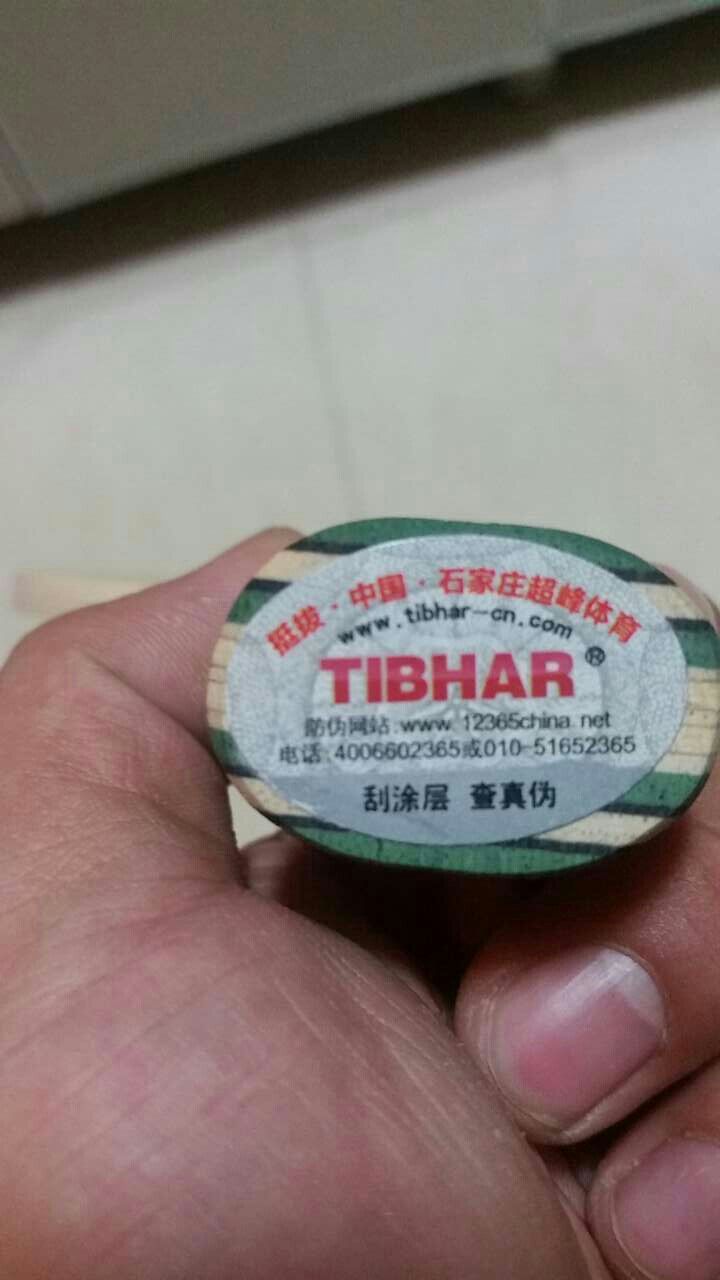 挺拔·中国·石家庄超峰体育
www.tibhar-cn.com
TIBHAR®
防伪网站:www.12365china.net
电话:4006602365或010-51652365
刮涂层 查真伪